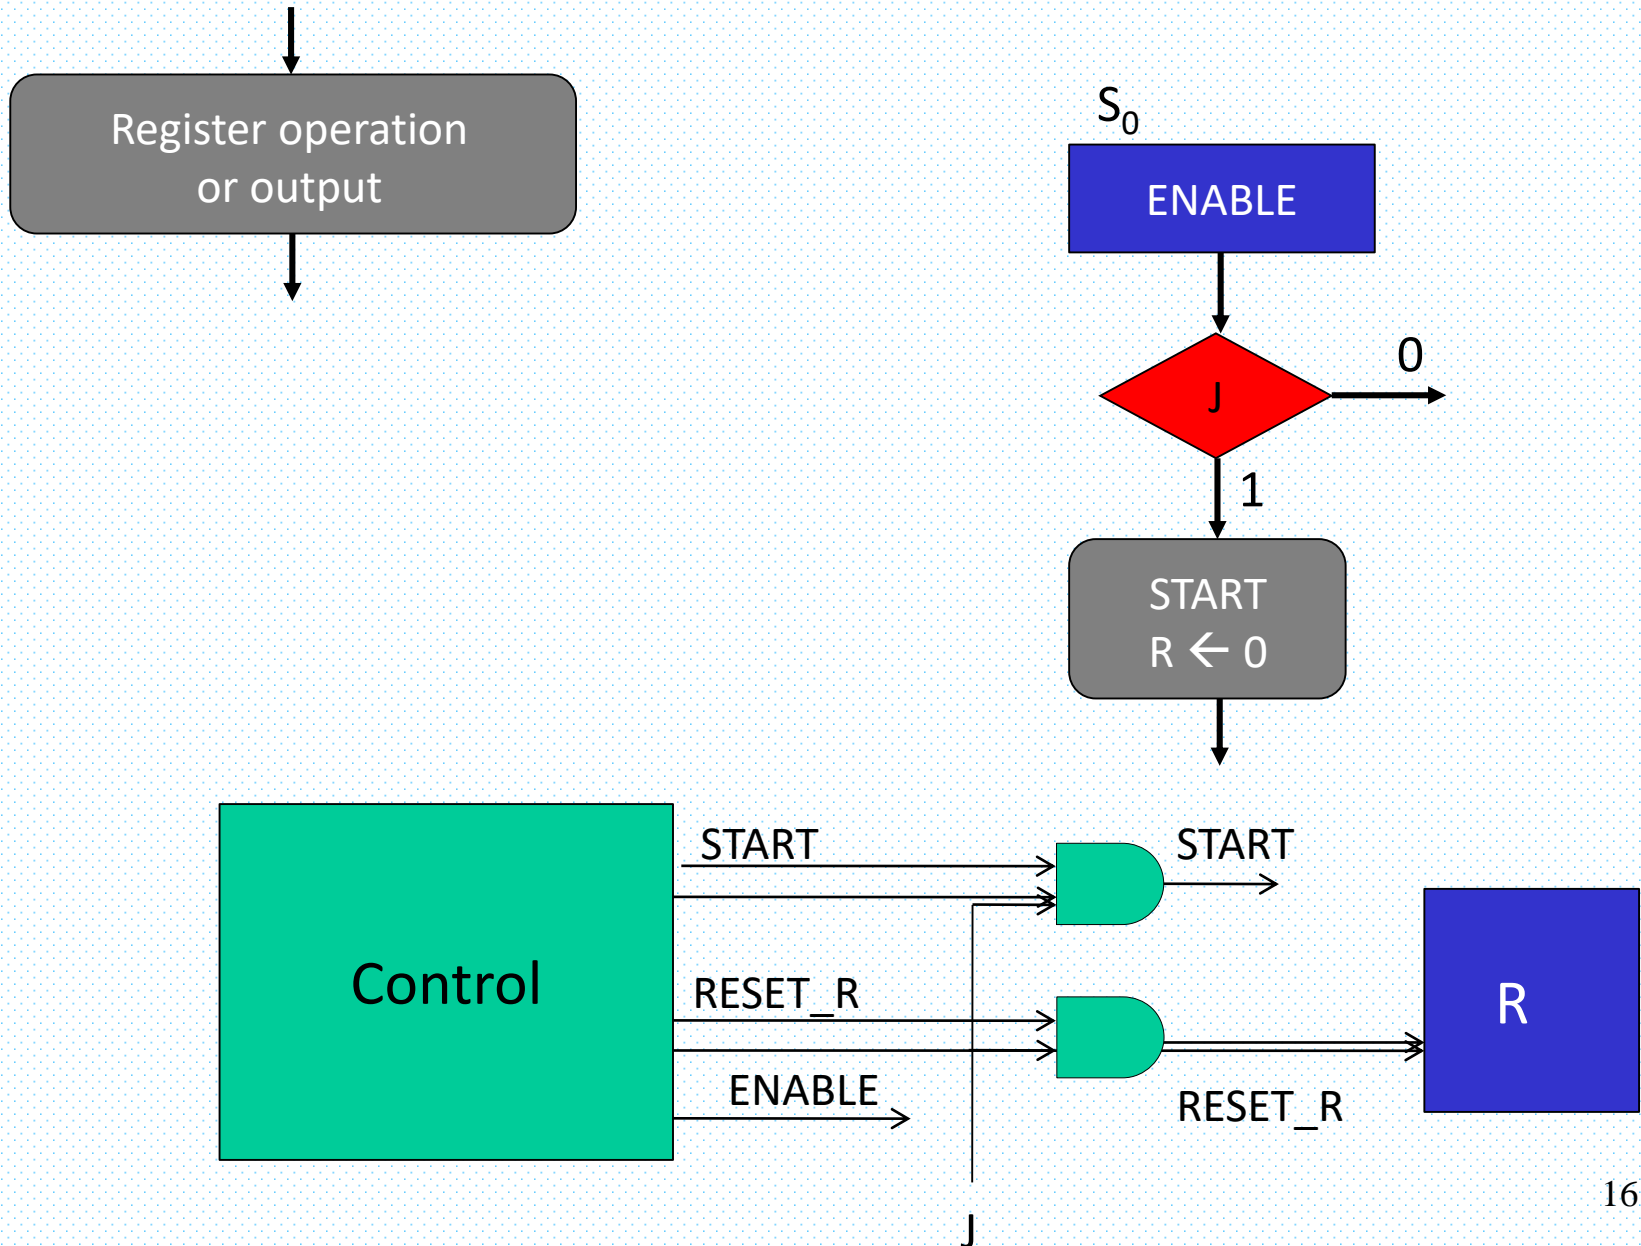 Register operation
or output
S₀
ENABLE
J
0
1
START
R ← 0
START
START
Control
RESET_R
R
ENABLE
RESET_R
J
16